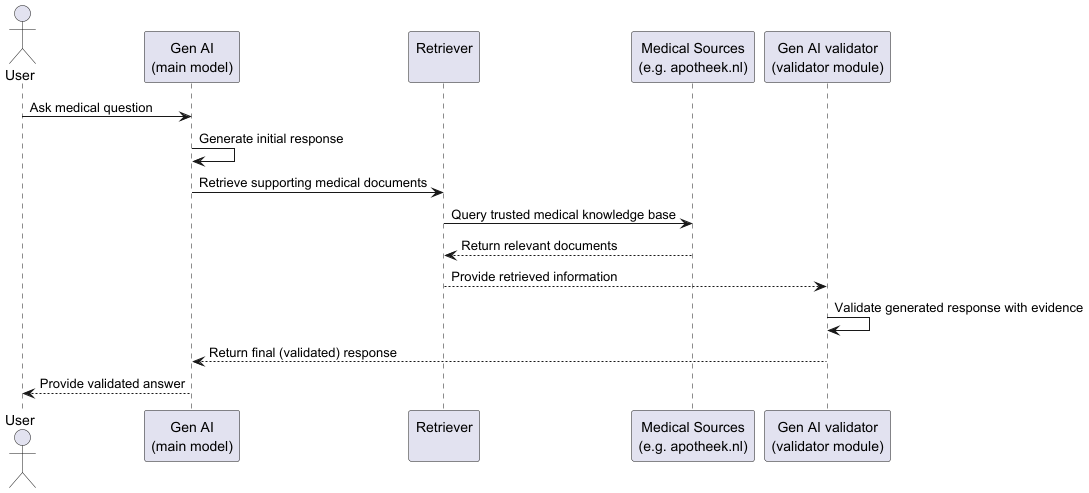 User
Gen AI
(main model)
Retriever
Medical Sources
(e.g. apotheek.nl)
Gen AI validator
(validator module)
Ask medical question
Generate initial response
Retrieve supporting medical documents
Query trusted medical knowledge base
Return relevant documents
Provide retrieved information
Validate generated response with evidence
Return final (validated) response
Provide validated answer
User
Gen AI
(main model)
Retriever
Medical Sources
(e.g. apotheek.nl)
Gen AI validator
(validator module)